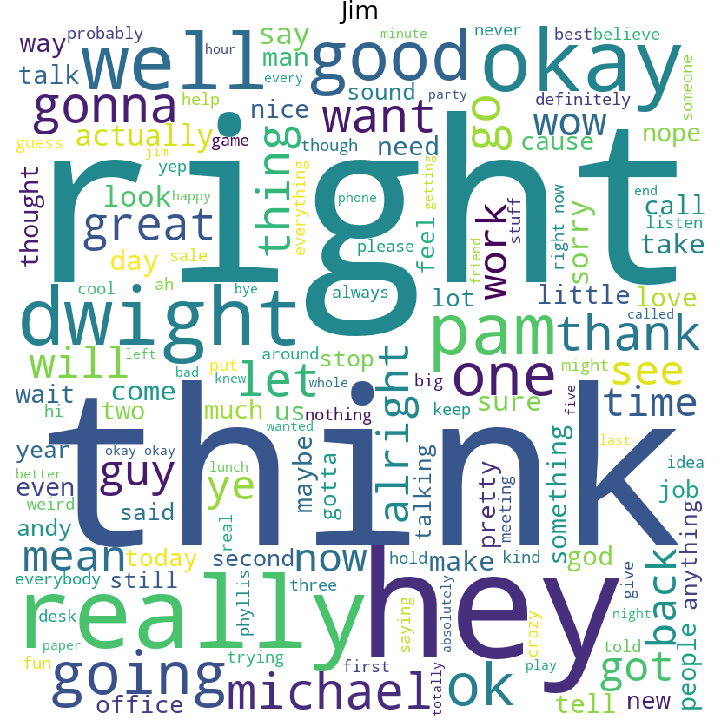 Jim
probably
hour
minute
never
best
believe
way
well
say
man
good
okay
someone
talk
every
gonna
help
nice
sound
party
want
go
definitely
wow
guess
actually
game
though
need
cause
nope
jim
yep
right
thought
look
happy
thing
everything
phone
getting
end
call
great
please
feel
work
stuff
right now
sorry
listen
take
day
sale
cool
ah
bye
always
lot
friend
little
love
dwight
pam
thank
called
will
left
put
around
stop
one
might
see
bad
knew
let
whole
big
wait
come
hi
two
much
us
nothing
alright
keep
sure
five
time
think
wanted
last
year
okay okay
guy
maybe
gotta
talking
pretty
meeting
something
idea
better
even
ye
lunch
job
weird
andy
said
real
anything
mean
today
second
now
hold
make
kind
god
back
everybody
still
three
hey
give
people
desk
phyllis
really
saying
absolutely
crazy
night
paper
fun
trying
first
play
told
got
going
office
michael
totally
ok
tell
new